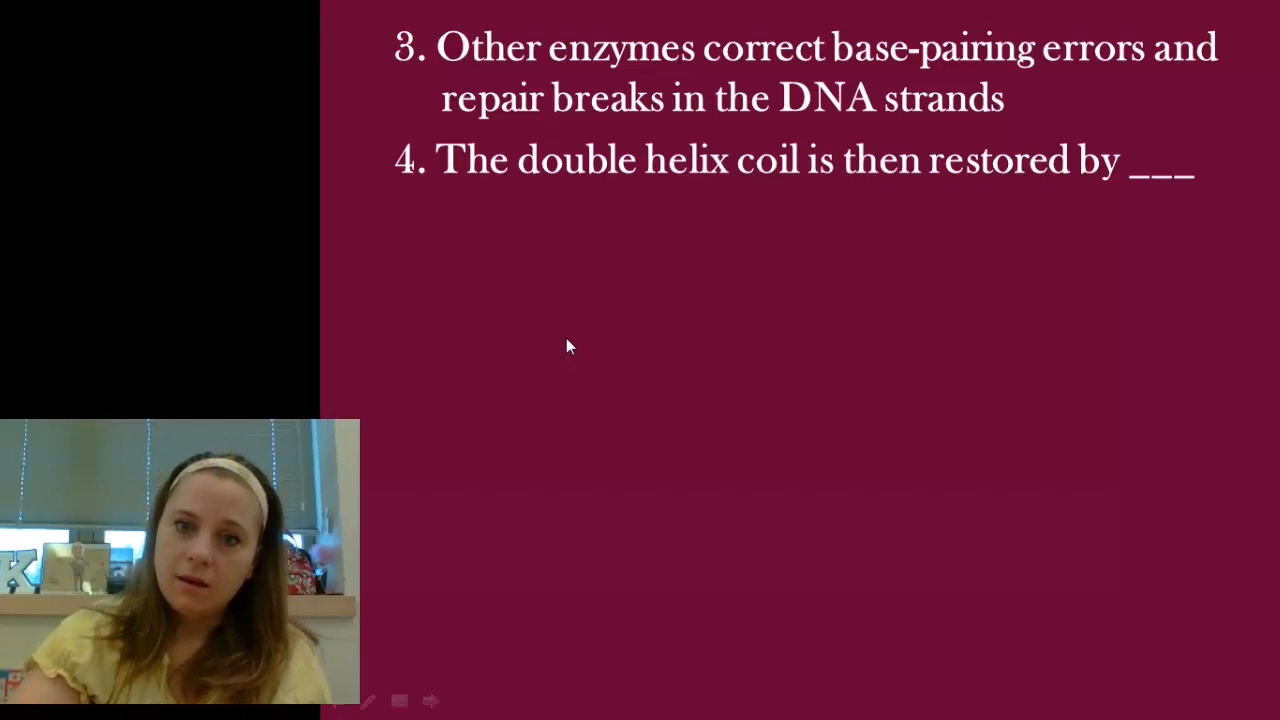 3. Other enzymes correct base-pairing errors and
repair breaks in the DNA strands
4. The double helix coil is then restored by ___
K